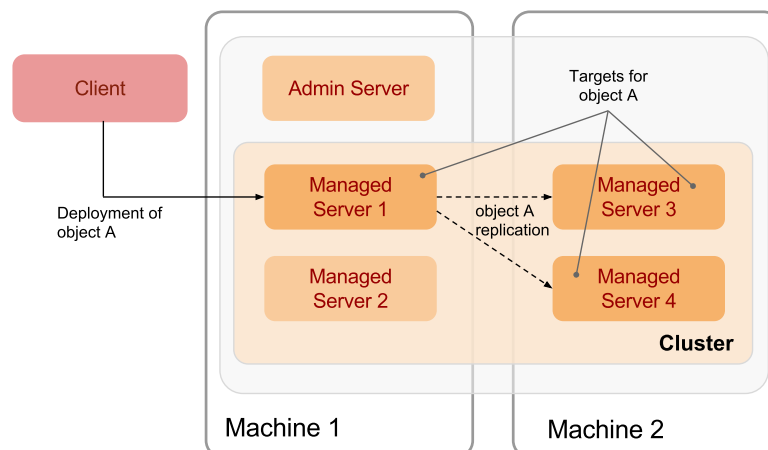 Client
Admin Server
Targets for
object A
Managed
Server 1
Managed
Server 3
Deployment of
object A
object A
replication
Managed
Server 2
Managed
Server 4
Cluster
Machine 1
Machine 2